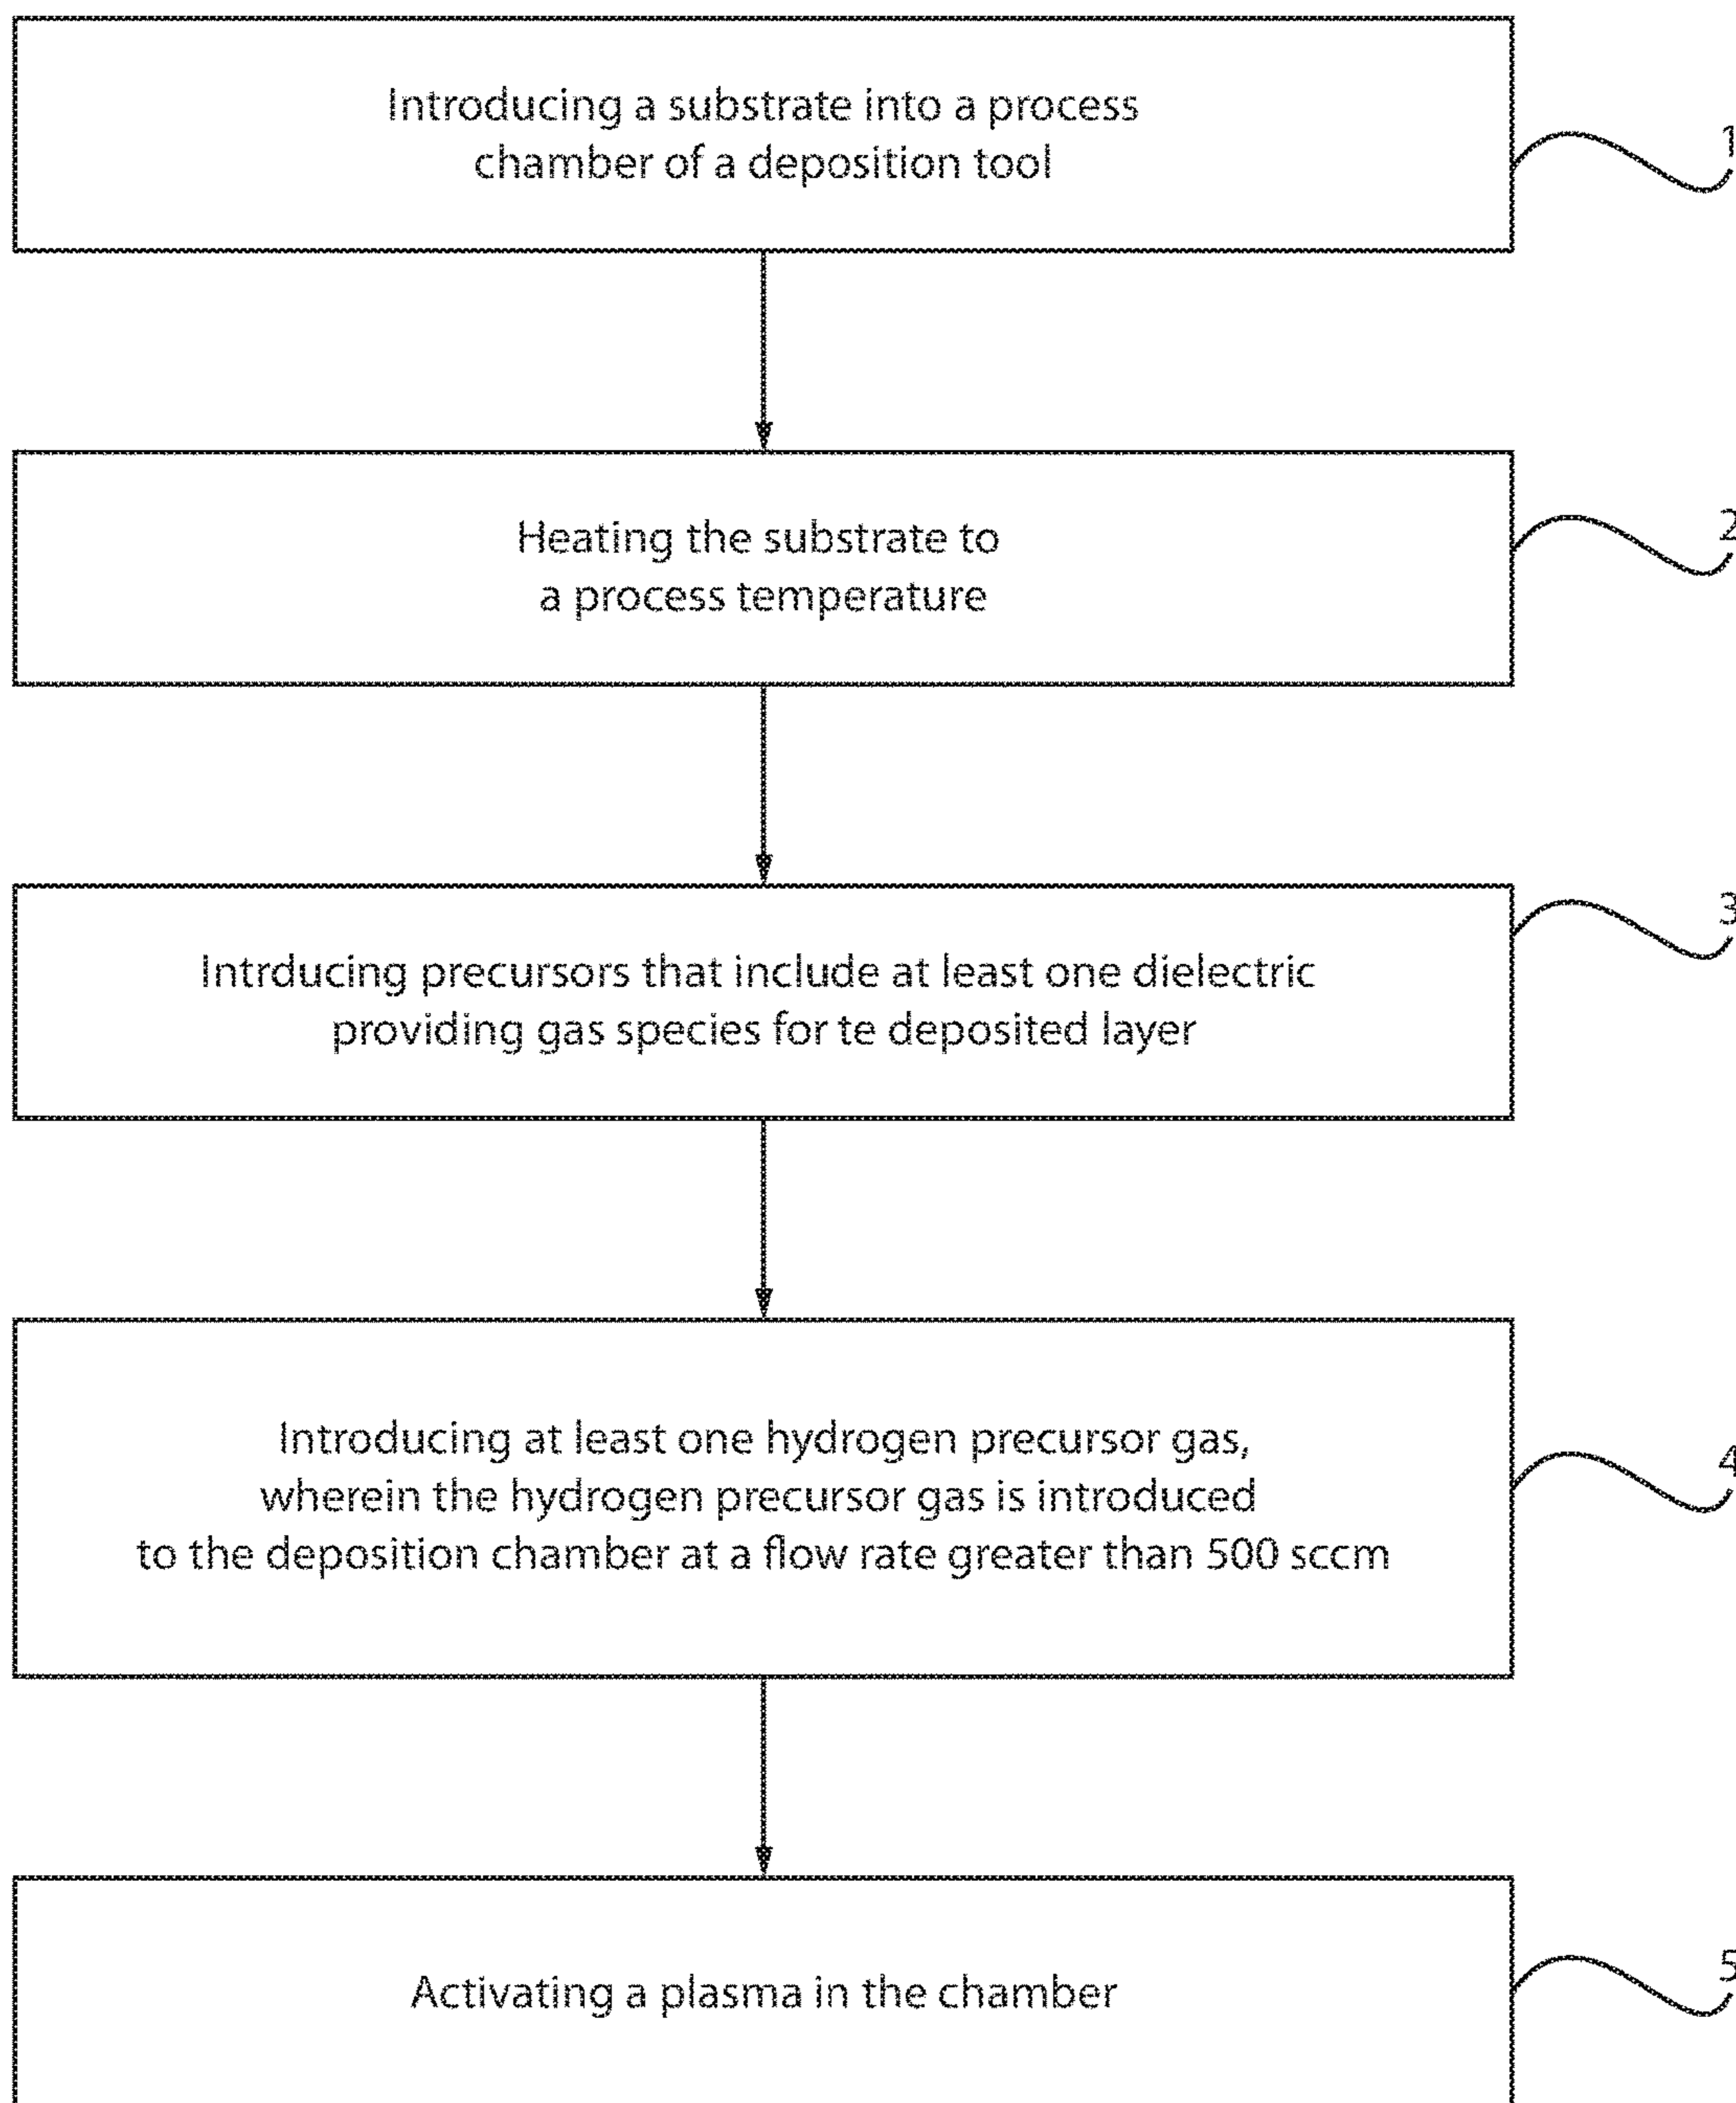 Introducing a substrate into a process
chamber of a deposition tool
1
Heating the substrate to
a process temperature
2
Intrducing precursors that include at least one dielectric
providing gas species for te deposited layer
3
Introducing at least one hydrogen precursor gas,
wherein the hydrogen precursor gas is introduced
to the deposition chamber at a flow rate greater than 500 sccm
4
Activating a plasma in the chamber
5